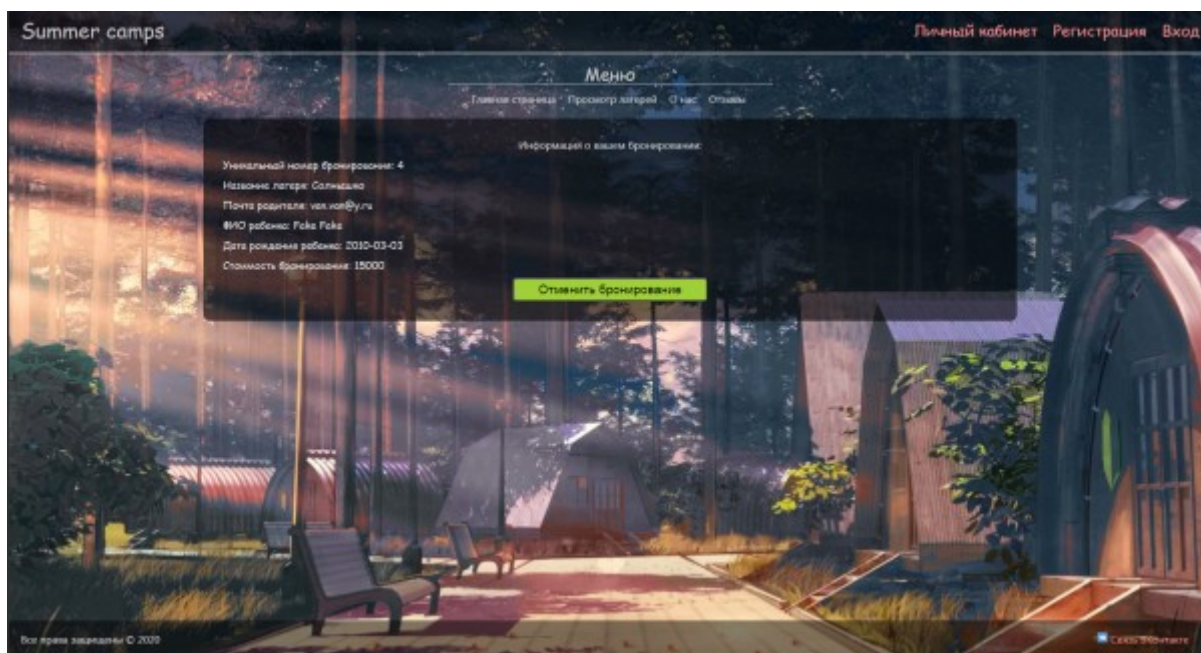 Summer camps Личный кабинет Регистрация Вход
Меню
Главная страница Просмотр лагерей О нас Отзывы
Информация о вашем бронировании:
Уникальный номер бронирования: 4
Название лагеря: Солнышко
Почта родителя: van.van@y.ru
ФИО ребенка: Fake Fake
Дата рождения ребенка: 2010-03-03
Стоимость бронирования: 15000
Отменить бронирование
Все права защищены © 2020
Связь ВКонтакте